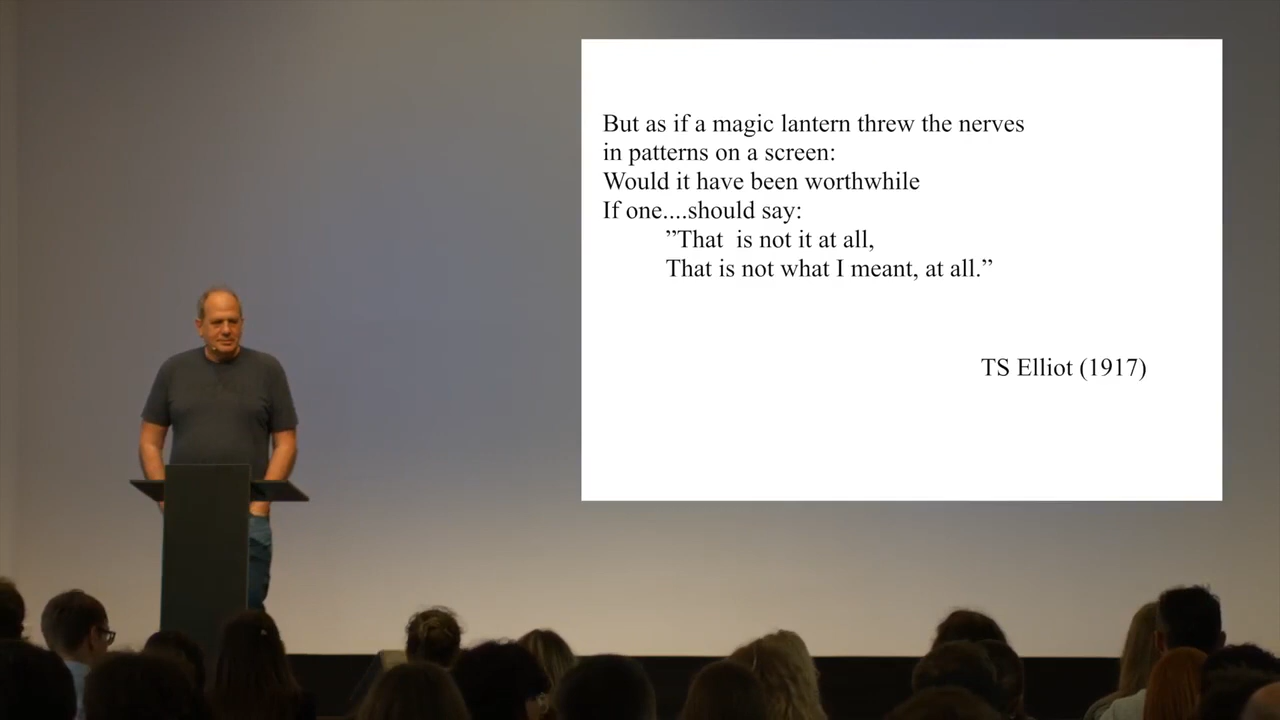 But as if a magic lantern threw the nerves
in patterns on a screen:
Would it have been worthwhile
If one....should say:
”That is not it at all,
That is not what I meant, at all.”
TS Elliot (1917)